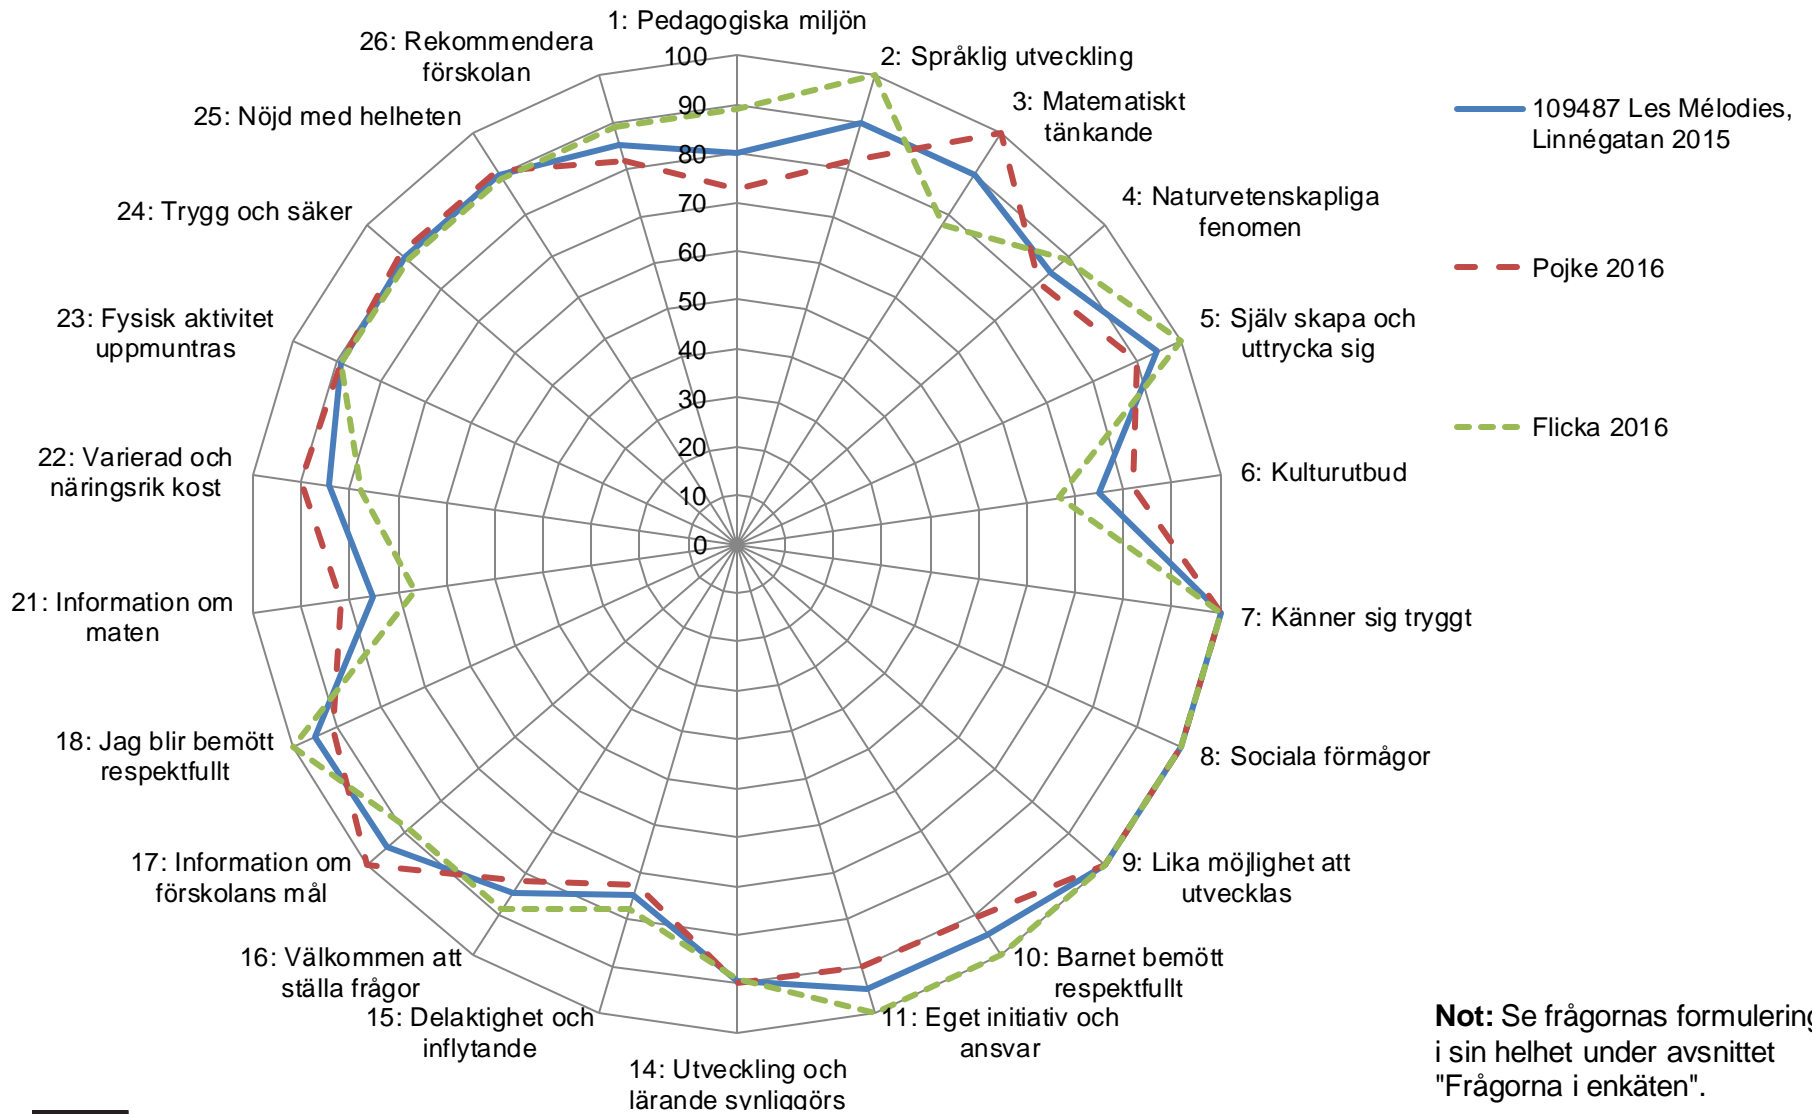 1: Pedagogiska miljön
2: Språklig utveckling
3: Matematiskt
tänkande
4: Naturvetenskapliga
fenomen
5: Själv skapa och
uttrycka sig
6: Kulturutbud
7: Känner sig tryggt
8: Sociala förmågor
9: Lika möjlighet att
utvecklas
10: Barnet bemött
respektfullt
11: Eget initiativ och
ansvar
14: Utveckling och
lärande synliggörs
15: Delaktighet och
inflytande
16: Välkommen att
ställa frågor
17: Information om
förskolans mål
18: Jag blir bemött
respektfullt
21: Information om
maten
22: Varierad och
näringsrik kost
23: Fysisk aktivitet
uppmuntras
24: Trygg och säker
25: Nöjd med helheten
26: Rekommendera
förskolan
100
90
80
70
60
50
40
30
20
10
0
109487 Les Mélodies,
Linnégatan 2015
Pojke 2016
Flicka 2016
Not: Se frågornas formulering
i sin helhet under avsnittet
"Frågorna i enkäten".